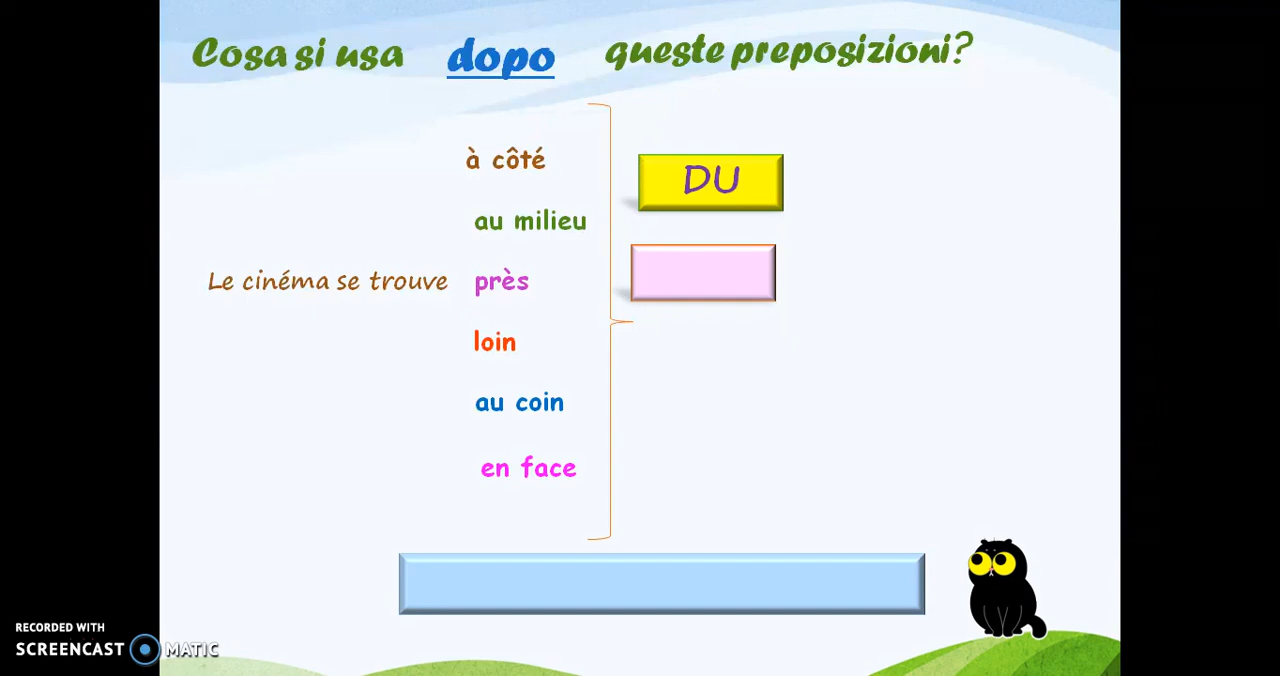 Cosa si usa dopo queste preposizioni?
à côté
DU
au milieu
Le cinéma se trouve près
loin
au coin
en face
RECORDED WITH
SCREENCAST MATIC